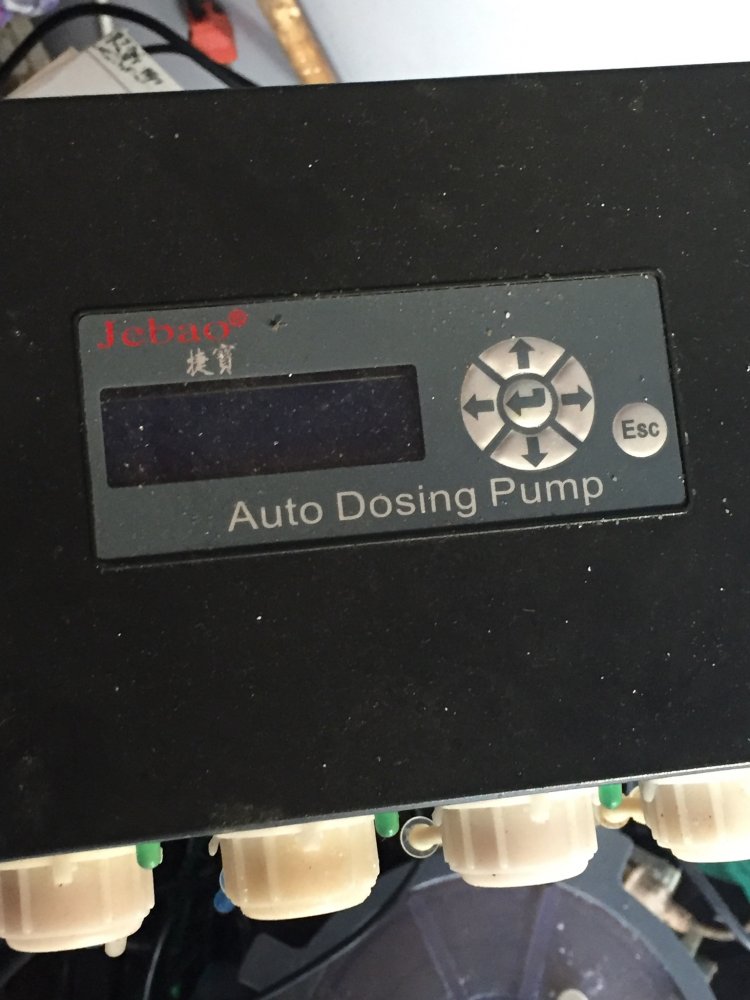 Jebao®
捷寶
Esc
Auto Dosing Pump